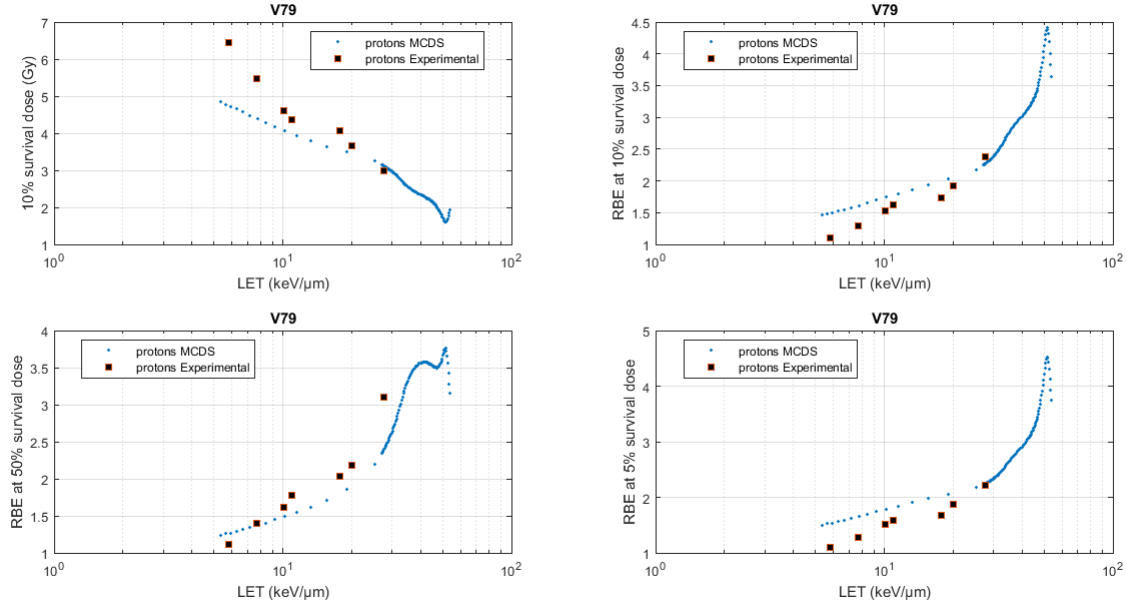 V79
7
6
5
4
3
2
1
10% survival dose (Gy)
protons MCDS
protons Experimental
10^0
10^1
10^2
LET (keV/μm)
V79
4.5
4
3.5
3
2.5
2
1.5
1
RBE at 10% survival dose
protons MCDS
protons Experimental
10^0
10^1
10^2
LET (keV/μm)
V79
4
3.5
3
2.5
2
1.5
1
RBE at 50% survival dose
protons MCDS
protons Experimental
10^0
10^1
10^2
LET (keV/μm)
V79
5
4
3
2
1
RBE at 5% survival dose
protons MCDS
protons Experimental
10^0
10^1
10^2
LET (keV/μm)